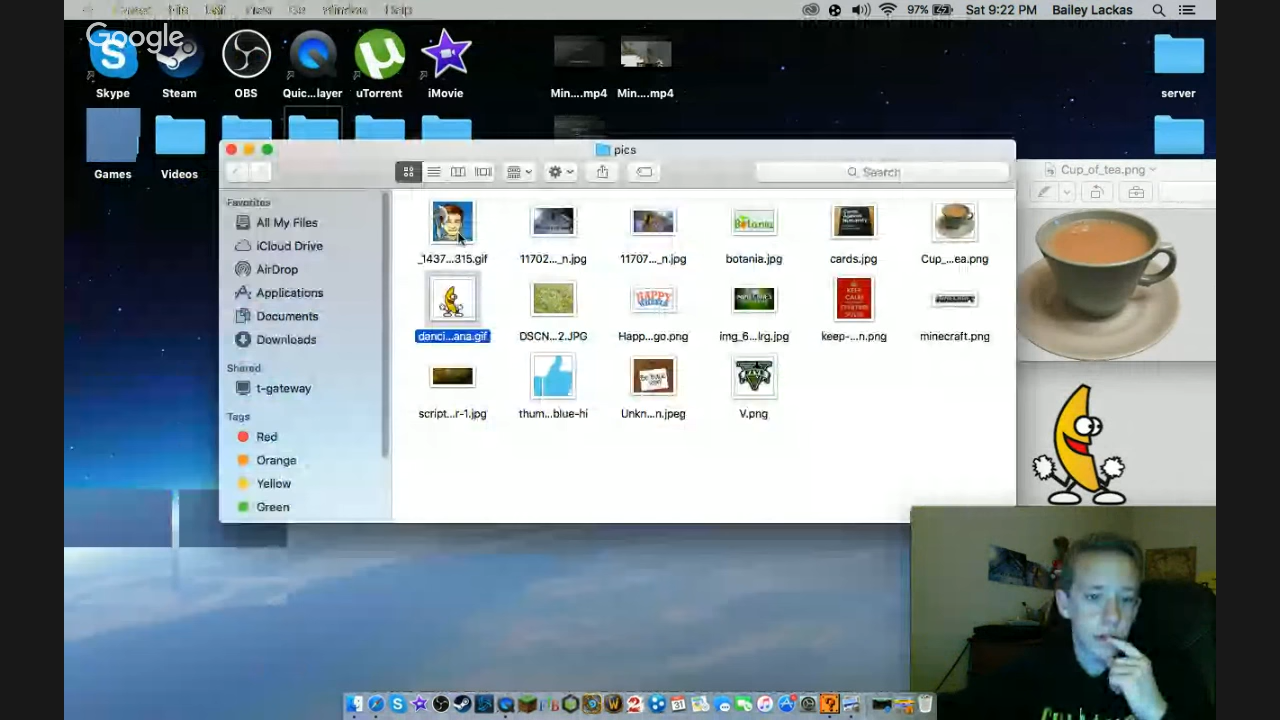 Window Help 97% Sat 9:22 PM Bailey Lackas
Google
Skype Steam OBS Quic...layer uTorrent iMovie Min....mp4 Min....mp4 server
Games Videos
pics
Search
Cup_of_tea.png
Favorites
All My Files
iCloud Drive
AirDrop
Applications
Documents
Downloads
Shared
t-gateway
Tags
Red
Orange
Yellow
Green
_1437...315.gif 11702..._n.jpg 11707..._n.jpg botania.jpg cards.jpg Cup_...ea.png
danci...ana.gif DSCN...2.JPG Happ...go.png img_6...lrg.jpg keep-...n.png minecraft.png
script...r-1.jpg thum...blue-hi Unkn...n.jpeg V.png